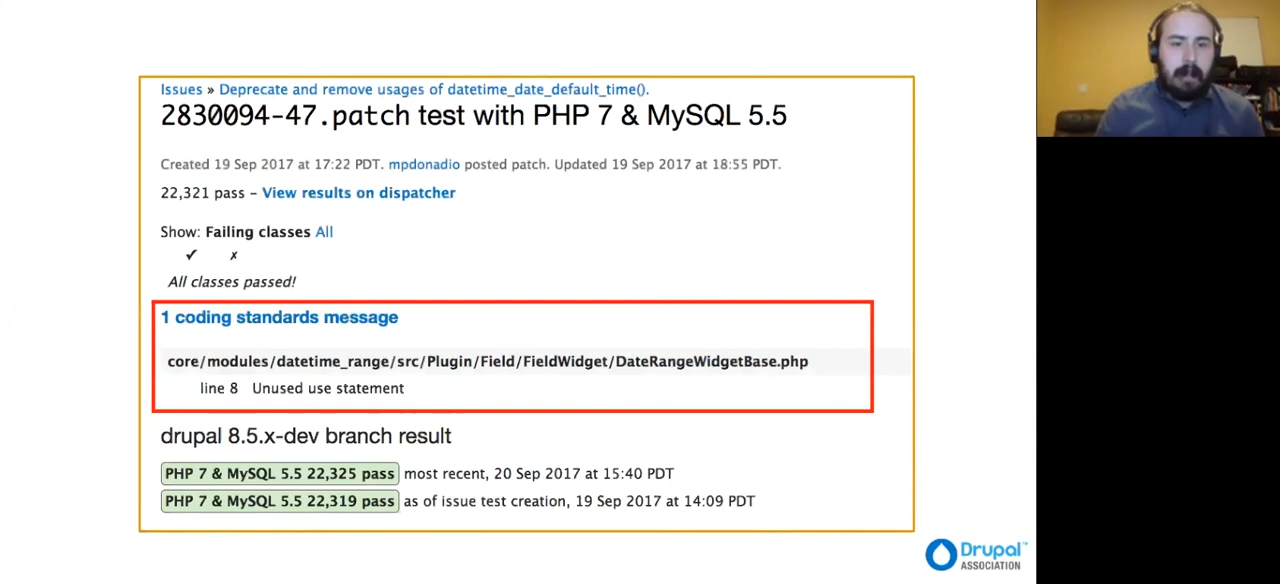 Issues » Deprecate and remove usages of datetime_date_default_time().
2830094-47.patch test with PHP 7 & MySQL 5.5
Created 19 Sep 2017 at 17:22 PDT. mpdonadio posted patch. Updated 19 Sep 2017 at 18:55 PDT.
22,321 pass – View results on dispatcher
Show: Failing classes All
✓ ✗
All classes passed!
1 coding standards message
core/modules/datetime_range/src/Plugin/Field/FieldWidget/DateRangeWidgetBase.php
line 8 Unused use statement
drupal 8.5.x-dev branch result
PHP 7 & MySQL 5.5 22,325 pass most recent, 20 Sep 2017 at 15:40 PDT
PHP 7 & MySQL 5.5 22,319 pass as of issue test creation, 19 Sep 2017 at 14:09 PDT
Drupal™
ASSOCIATION